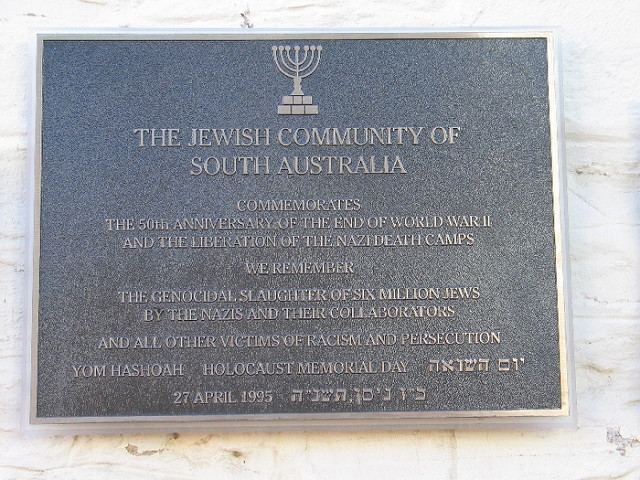 THE JEWISH COMMUNITY OF
SOUTH AUSTRALIA
COMMEMORATES
THE 50th ANNIVERSARY OF THE END OF WORLD WAR II
AND THE LIBERATION OF THE NAZI DEATH CAMPS
WE REMEMBER
THE GENOCIDAL SLAUGHTER OF SIX MILLION JEWS
BY THE NAZIS AND THEIR COLLABORATORS
AND ALL OTHER VICTIMS OF RACISM AND PERSECUTION
YOM HASHOAH HOLOCAUST MEMORIAL DAY יום השואה
27 APRIL 1995 כ״ז ניסן, תשנ״ה